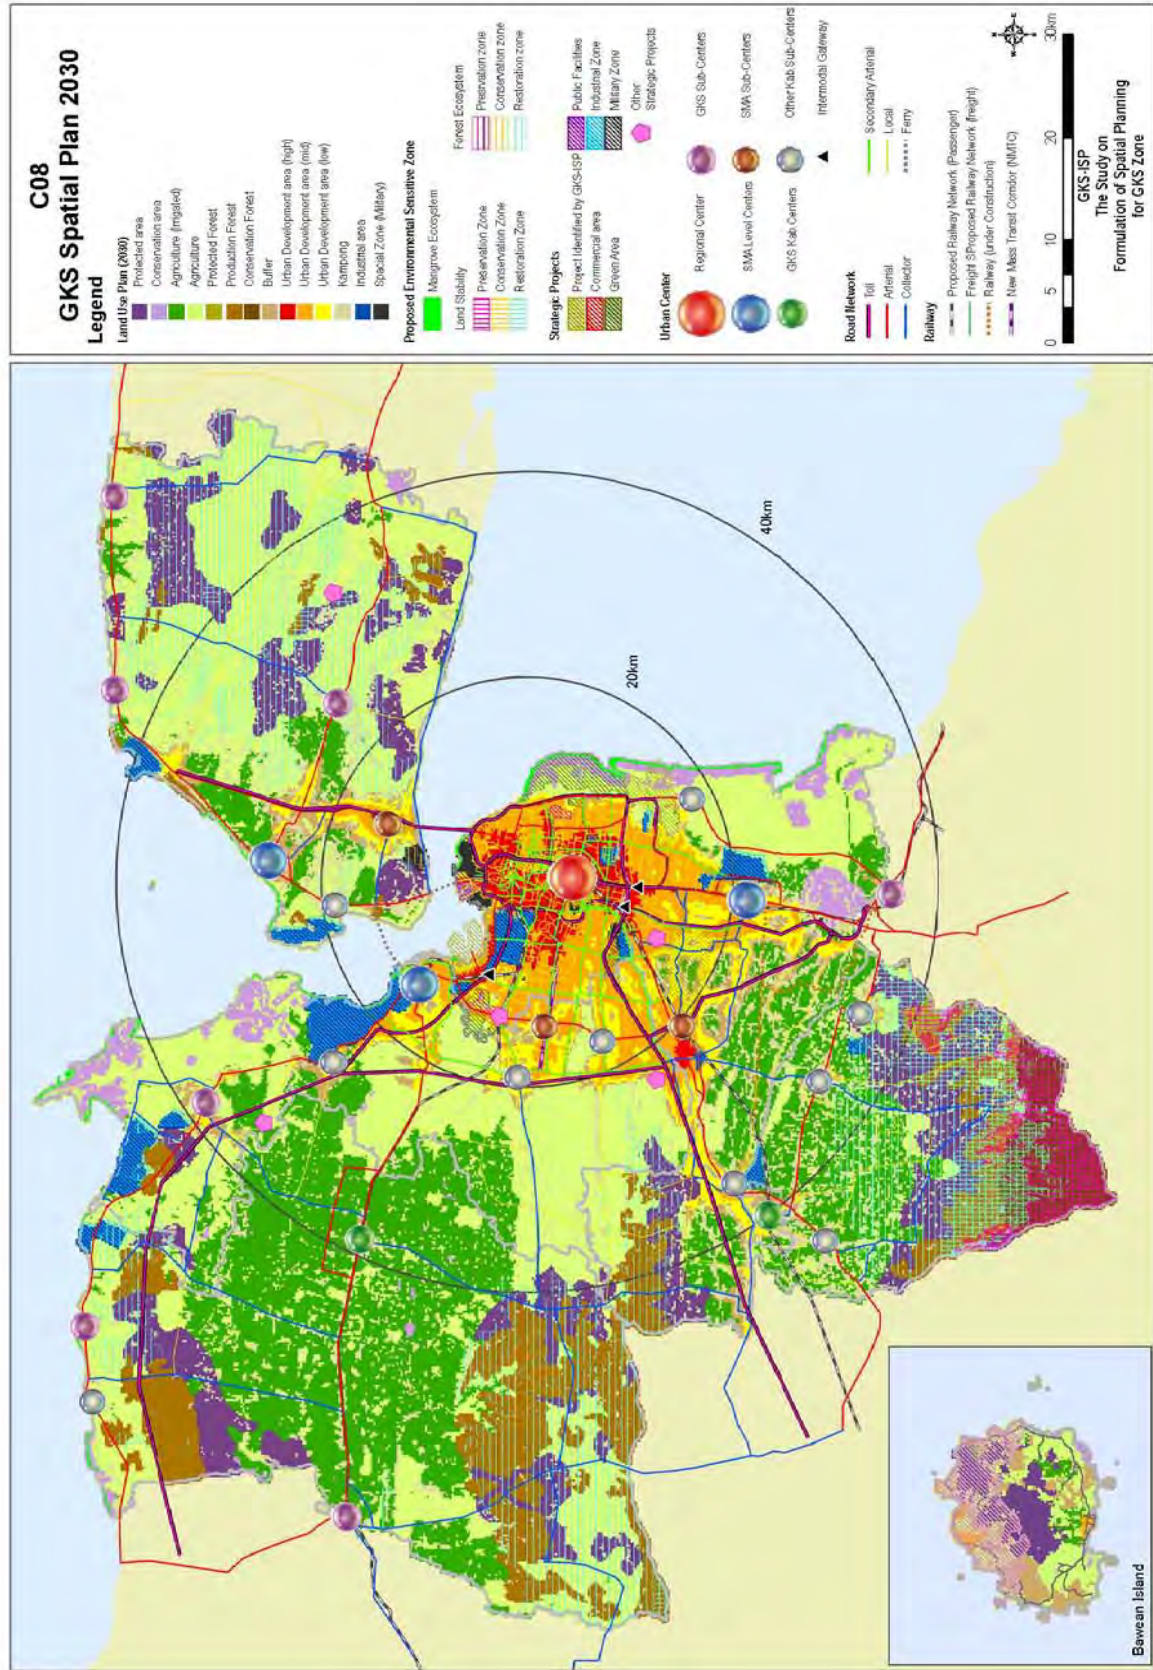 C08
GKS Spatial Plan 2030
Legend
Land Use Plan (2030)
Protected area
Conservation area
Agriculture (Irrigated)
Agriculture
Protected Forest
Production Forest
Conservation Forest
Buffer
Urban Development area (high)
Urban Development area (mid)
Urban Development area (low)
Kampong
Industrial area
Spacial Zone (Military)
Proposed Environmental Sensitive Zone
Mangrove Ecosystem
Land Stability
Preservation Zone
Conservation Zone
Restoration Zone
Forest Ecosystem
Preservation zone
Conservation zone
Restoration zone
Strategic Projects
Project Identified by GKS-ISP
Commercial area
Green Area
Public Facilities
Industrial Zone
Military Zone
Other
Strategic Projects
Urban Center
Regional Center
SMA Level Centers
GKS Kab Centers
GKS Sub-Centers
SMA Sub-Centers
Other Kab Sub-Centers
Intermodal Gateway
Road Network
Toll
Arterial
Collector
Secondary Arterial
Local
Ferry
Railway
Proposed Railway Network (Passenger)
Freight SProposed Railway Network (freight)
Railway (under Construction)
New Mass Transit Corridor (NMTC)
0 5 10 20 30km
GKS-ISP
The Study on
Formulation of Spatial Planning
for GKS Zone
20km
40km
Bawean Island